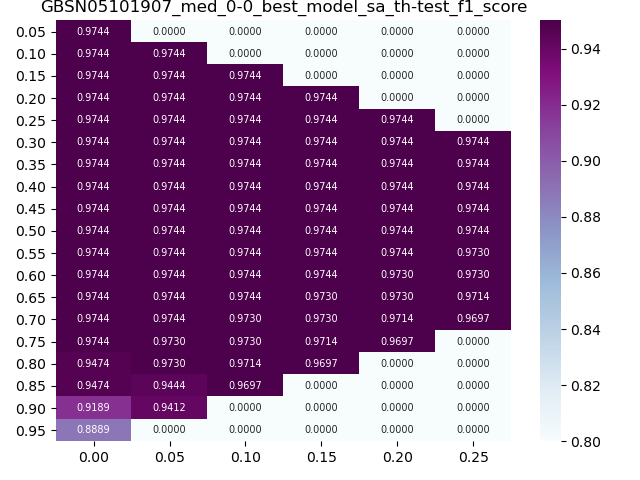 GBSN05101907_med_0-0_best_model_sa_th-test_f1_score
0.05 0.9744 0.0000 0.0000 0.0000 0.0000 0.0000
0.10 0.9744 0.9744 0.0000 0.0000 0.0000 0.0000
0.15 0.9744 0.9744 0.9744 0.0000 0.0000 0.0000
0.20 0.9744 0.9744 0.9744 0.9744 0.0000 0.0000
0.25 0.9744 0.9744 0.9744 0.9744 0.9744 0.0000
0.30 0.9744 0.9744 0.9744 0.9744 0.9744 0.9744
0.35 0.9744 0.9744 0.9744 0.9744 0.9744 0.9744
0.40 0.9744 0.9744 0.9744 0.9744 0.9744 0.9744
0.45 0.9744 0.9744 0.9744 0.9744 0.9744 0.9744
0.50 0.9744 0.9744 0.9744 0.9744 0.9744 0.9744
0.55 0.9744 0.9744 0.9744 0.9744 0.9744 0.9730
0.60 0.9744 0.9744 0.9744 0.9744 0.9730 0.9730
0.65 0.9744 0.9744 0.9744 0.9730 0.9730 0.9714
0.70 0.9744 0.9744 0.9730 0.9730 0.9714 0.9697
0.75 0.9744 0.9730 0.9730 0.9714 0.9697 0.0000
0.80 0.9474 0.9730 0.9714 0.9697 0.0000 0.0000
0.85 0.9474 0.9444 0.9697 0.0000 0.0000 0.0000
0.90 0.9189 0.9412 0.0000 0.0000 0.0000 0.0000
0.95 0.8889 0.0000 0.0000 0.0000 0.0000 0.0000
0.00 0.05 0.10 0.15 0.20 0.25
0.94
0.92
0.90
0.88
0.86
0.84
0.82
0.80